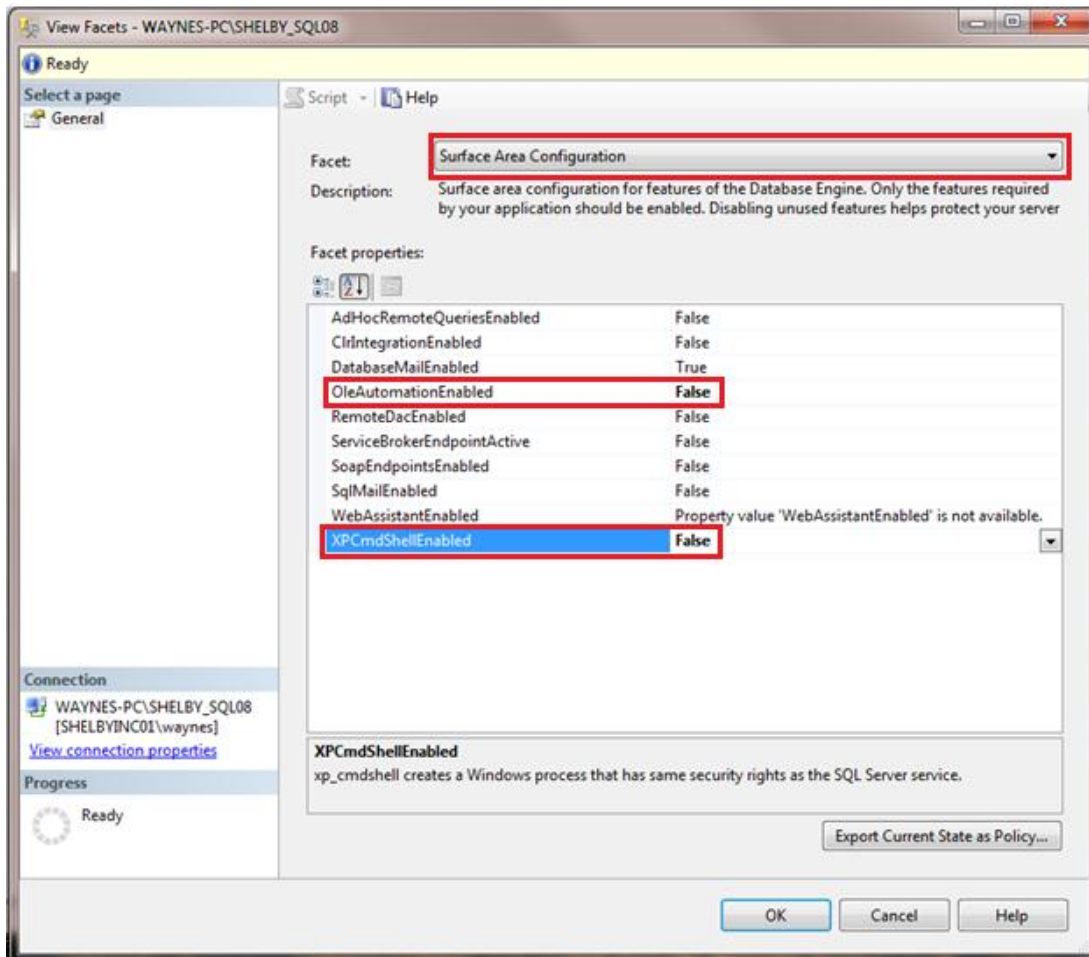 View Facets - WAYNES-PC\SHELBY_SQL08
Ready
Select a page
General
Script
Help
Facet:
Surface Area Configuration
Description:
Surface area configuration for features of the Database Engine. Only the features required
by your application should be enabled. Disabling unused features helps protect your server
Facet properties:
AdHocRemoteQueriesEnabled False
ClrIntegrationEnabled False
DatabaseMailEnabled True
OleAutomationEnabled False
RemoteDacEnabled False
ServiceBrokerEndpointActive False
SoapEndpointsEnabled False
SqlMailEnabled False
WebAssistantEnabled Property value 'WebAssistantEnabled' is not available.
XPCmdShellEnabled False
Connection
WAYNES-PC\SHELBY_SQL08
[SHELBYINC01\waynes]
View connection properties
Progress
Ready
XPCmdShellEnabled
xp_cmdshell creates a Windows process that has same security rights as the SQL Server service.
Export Current State as Policy...
OK Cancel Help